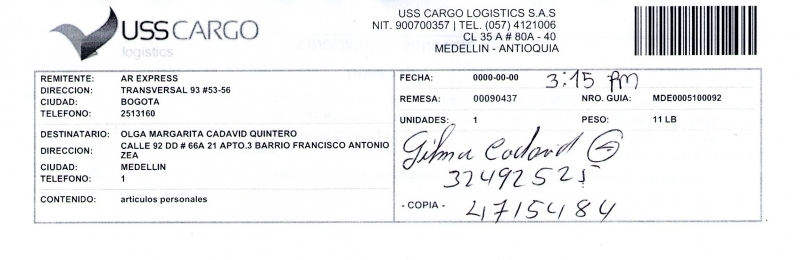 USSCARGO
logistics
USS CARGO LOGISTICS S.A.S
NIT. 900700357 | TEL. (057) 4121006
CL 35 A # 80A - 40
MEDELLIN - ANTIOQUIA
REMITENTE: AR EXPRESS
DIRECCION: TRANSVERSAL 93 #53-56
CIUDAD: BOGOTA
TELEFONO: 2513160
DESTINATARIO: OLGA MARGARITA CADAVID QUINTERO
DIRECCION: CALLE 92 DD # 66A 21 APTO.3 BARRIO FRANCISCO ANTONIO
ZEA
CIUDAD: MEDELLIN
TELEFONO: 1
CONTENIDO: articulos personales
FECHA: 0000-00-00 3:15 pm
REMESA: 00090437 NRO. GUIA: MDE0005100092
UNIDADES: 1 PESO: 11 LB
Gilma Cadavid
32492525
- COPIA - 4715484